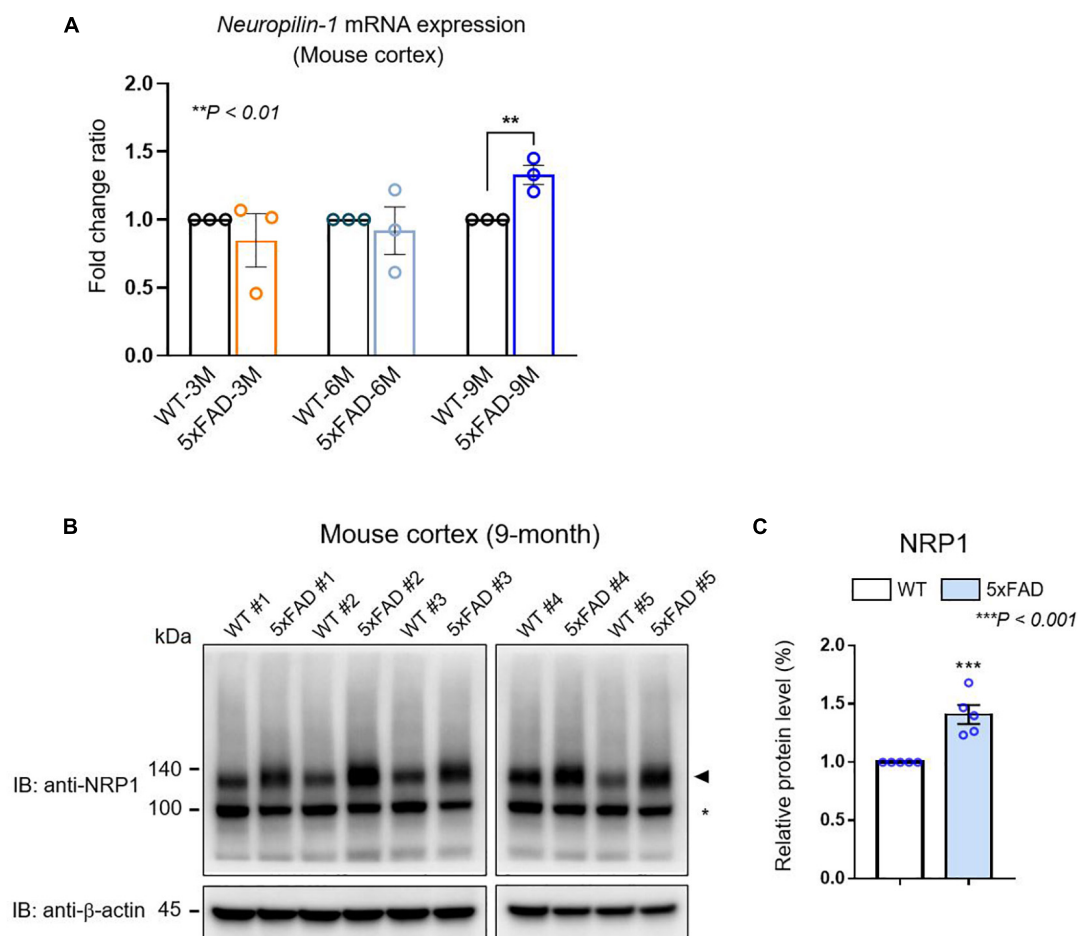 A
Neuropilin-1 mRNA expression
(Mouse cortex)
**P < 0.01
**
Fold change ratio
2.0
1.5
1.0
0.5
0.0
WT-3M
5xFAD-3M
WT-6M
5xFAD-6M
WT-9M
5xFAD-9M
B
Mouse cortex (9-month)
kDa
WT #1
5xFAD #1
WT #2
5xFAD #2
WT #3
5xFAD #3
WT #4
5xFAD #4
WT #5
5xFAD #5
IB: anti-NRP1
140
100
*
IB: anti-β-actin
45
C
NRP1
WT
5xFAD
***P < 0.001
***
Relative protein level (%)
2.0
1.5
1.0
0.5
0.0